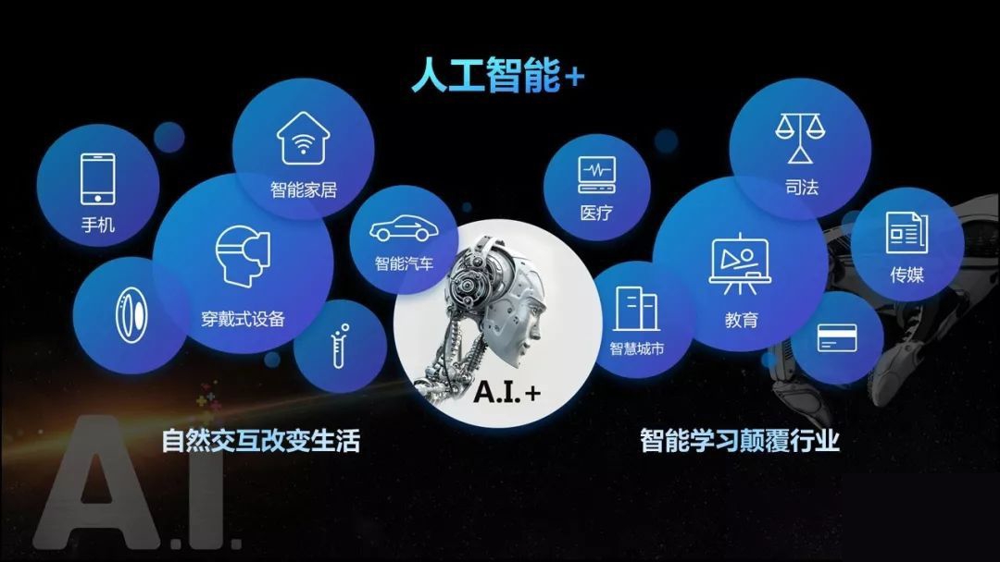 人工智能+
手机
智能家居
穿戴式设备
智能汽车
医疗
司法
教育
传媒
智慧城市
A.I.+
自然交互改变生活
智能学习颠覆行业
A.I.